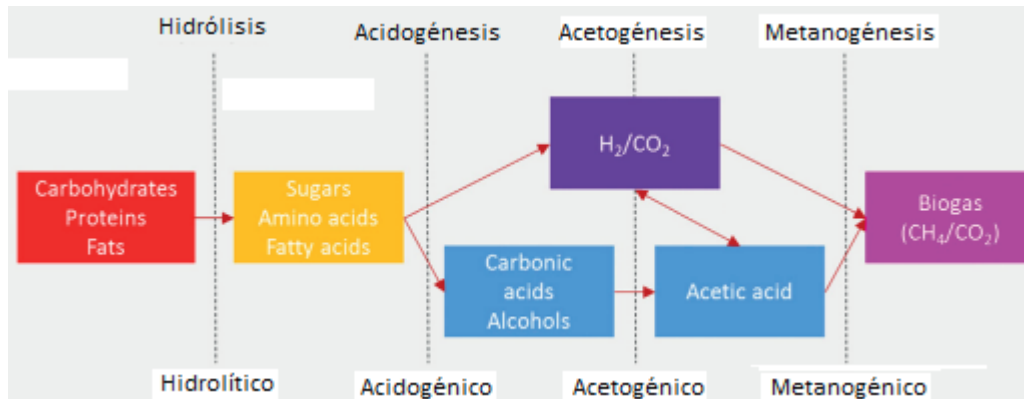 Hidrólisis
Acidogénesis
Acetogénesis
Metanogénesis
H₂/CO₂
Carbohydrates
Proteins
Fats
Sugars
Amino acids
Fatty acids
Biogas
(CH₄/CO₂)
Carbonic
acids
Alcohols
Acetic acid
Hidrolítico
Acidogénico
Acetogénico
Metanogénico